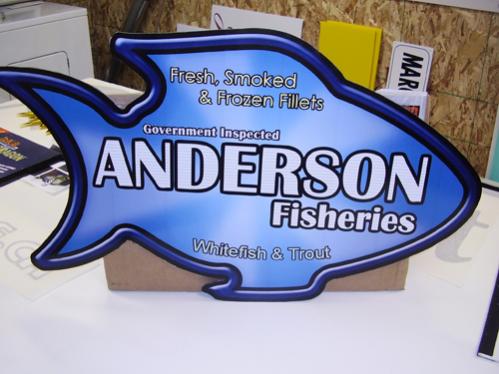 Fresh, Smoked
& Frozen Fillets
Government Inspected
ANDERSON
Fisheries
Whitefish & Trout
MAR